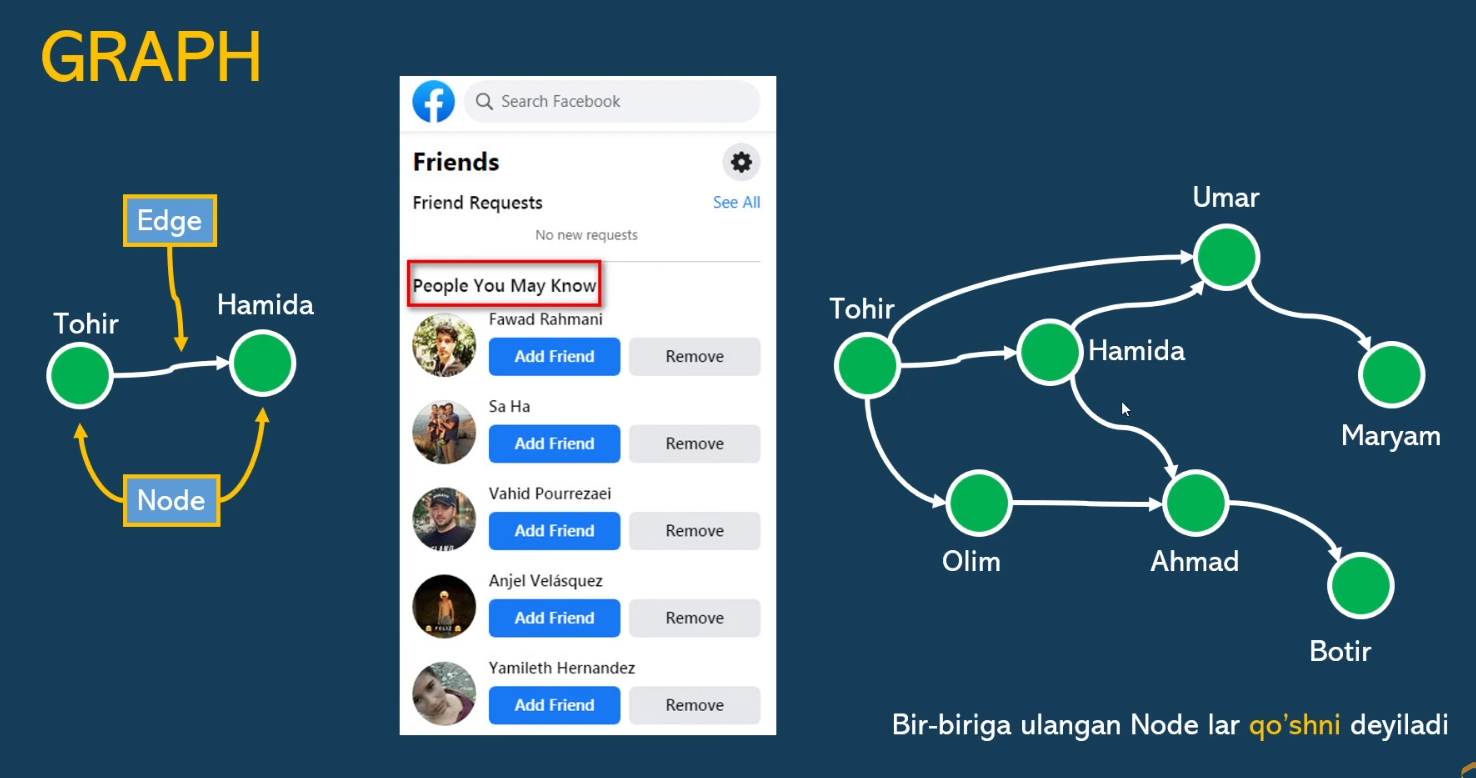 GRAPH
Edge
Tohir
Hamida
Node
Search Facebook
Friends
Friend Requests
See All
No new requests
People You May Know
Fawad Rahmani
Add Friend
Remove
Sa Ha
Add Friend
Remove
Vahid Pourrezaei
Add Friend
Remove
Anjel Velásquez
Add Friend
Remove
Yamileth Hernandez
Add Friend
Remove
Umar
Tohir
Hamida
Maryam
Olim
Ahmad
Botir
Bir-biriga ulangan Node lar qo’shni deyiladi